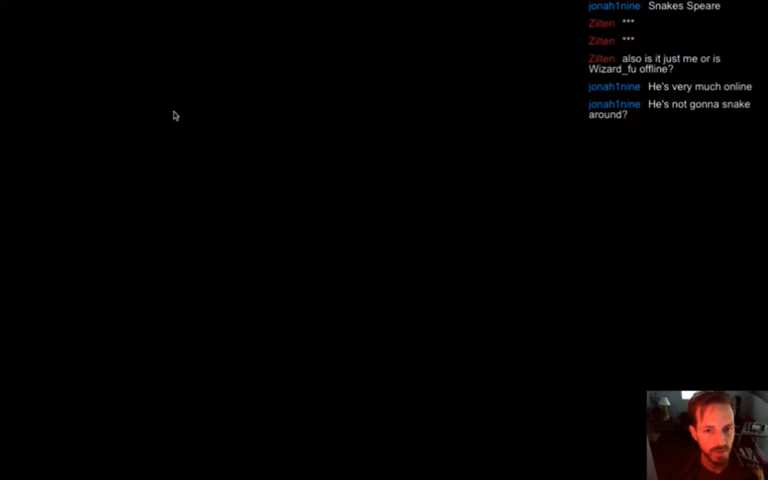 jonah1nine Snakes Speare
Zilten ***
Zilten ***
Zilten also is it just me or is
Wizard_fu offline?
jonah1nine He's very much online
jonah1nine He's not gonna snake
around?